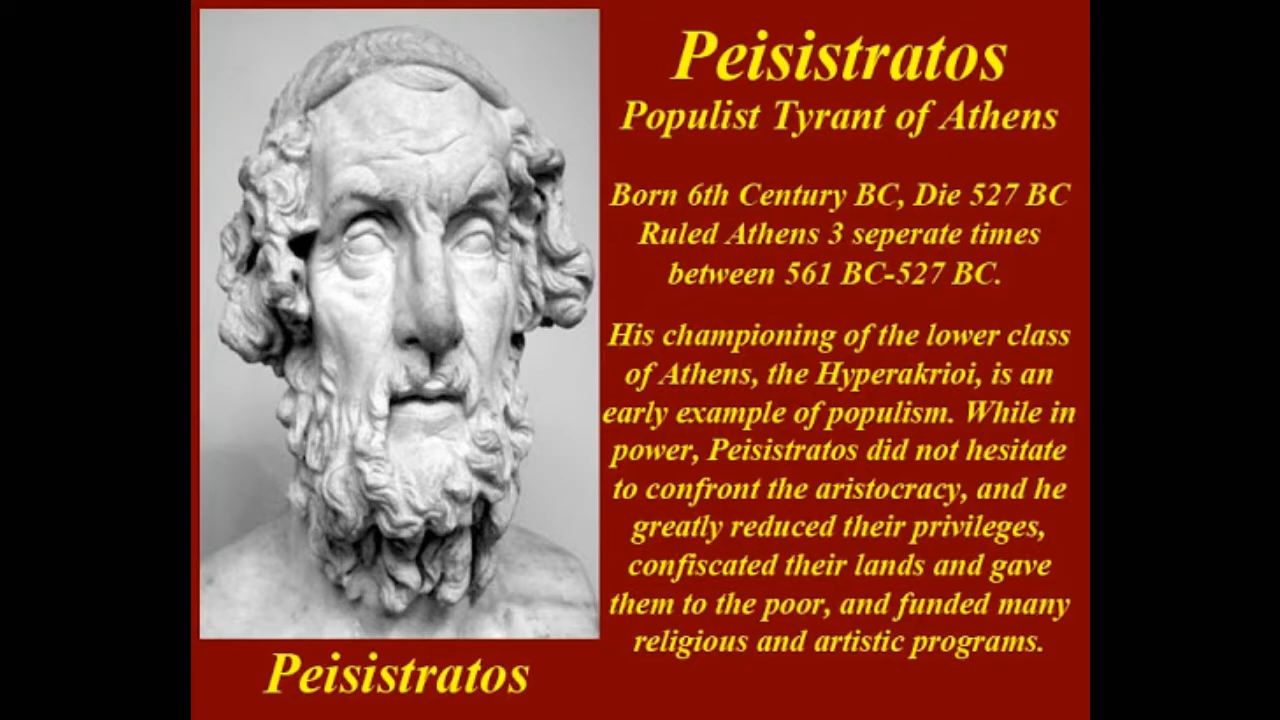 Peisistratos
Populist Tyrant of Athens
Born 6th Century BC, Die 527 BC
Ruled Athens 3 seperate times
between 561 BC-527 BC.
His championing of the lower class
of Athens, the Hyperakrioi, is an
early example of populism. While in
power, Peisistratos did not hesitate
to confront the aristocracy, and he
greatly reduced their privileges,
confiscated their lands and gave
them to the poor, and funded many
religious and artistic programs.
Peisistratos